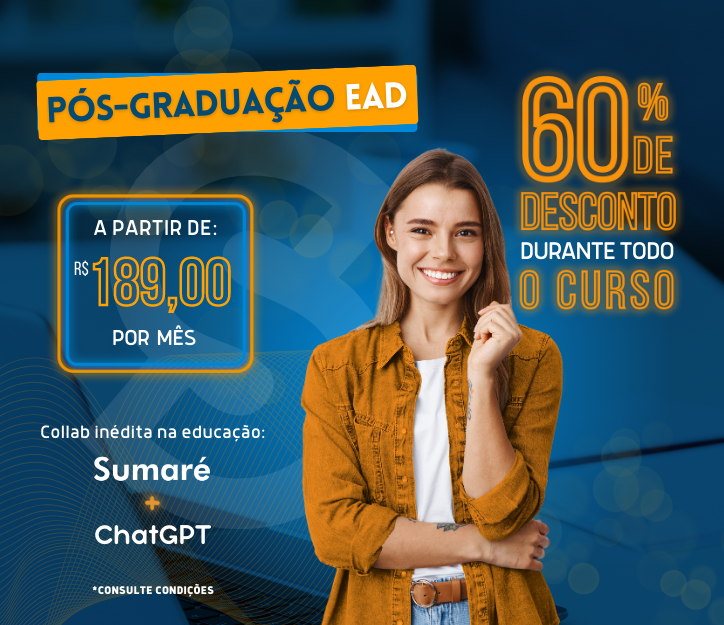 PÓS-GRADUAÇÃO EAD
60%
DE
DESCONTO
DURANTE TODO
O CURSO
A PARTIR DE:
R$ 189,00
POR MÊS
Collab inédita na educação:
Sumaré
+
ChatGPT
*CONSULTE CONDIÇÕES